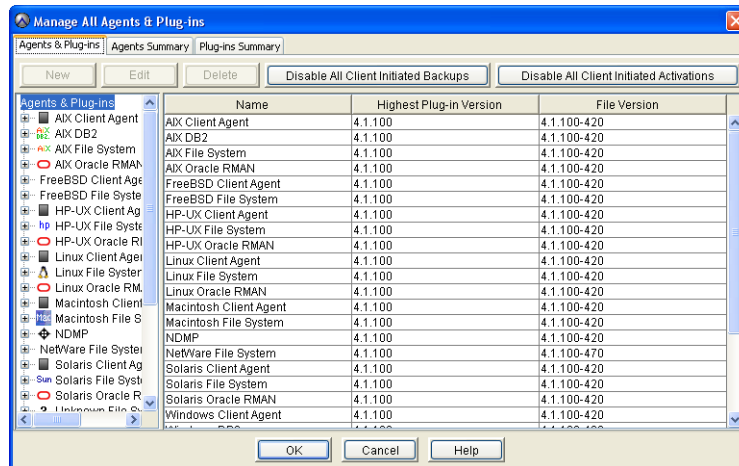 Manage All Agents & Plug-ins
Agents & Plug-ins Agents Summary Plug-ins Summary
New Edit Delete Disable All Client Initiated Backups Disable All Client Initiated Activations
Agents & Plug-ins
AIX Client Agent
AIX DB2
AIX File System
AIX Oracle RMAN
FreeBSD Client Age
FreeBSD File Syste
HP-UX Client Ag
hp HP-UX File Syste
HP-UX Oracle RI
Linux Client Agei
Linux File System
Linux Oracle RM
Macintosh Client
Mac Macintosh File S
NDMP
NetWare File System
Solaris Client Ag
Sun Solaris File Syst
Solaris Oracle R
Name Highest Plug-in Version File Version
AIX Client Agent 4.1.100 4.1.100-420
AIX DB2 4.1.100 4.1.100-420
AIX File System 4.1.100 4.1.100-420
AIX Oracle RMAN 4.1.100 4.1.100-420
FreeBSD Client Agent 4.1.100 4.1.100-420
FreeBSD File System 4.1.100 4.1.100-420
HP-UX Client Agent 4.1.100 4.1.100-420
HP-UX File System 4.1.100 4.1.100-420
HP-UX Oracle RMAN 4.1.100 4.1.100-420
Linux Client Agent 4.1.100 4.1.100-420
Linux File System 4.1.100 4.1.100-420
Linux Oracle RMAN 4.1.100 4.1.100-420
Macintosh Client Agent 4.1.100 4.1.100-420
Macintosh File System 4.1.100 4.1.100-420
NDMP 4.1.100 4.1.100-420
NetWare File System 4.1.100 4.1.100-470
Solaris Client Agent 4.1.100 4.1.100-420
Solaris File System 4.1.100 4.1.100-420
Solaris Oracle RMAN 4.1.100 4.1.100-420
Windows Client Agent 4.1.100 4.1.100-420
OK Cancel Help